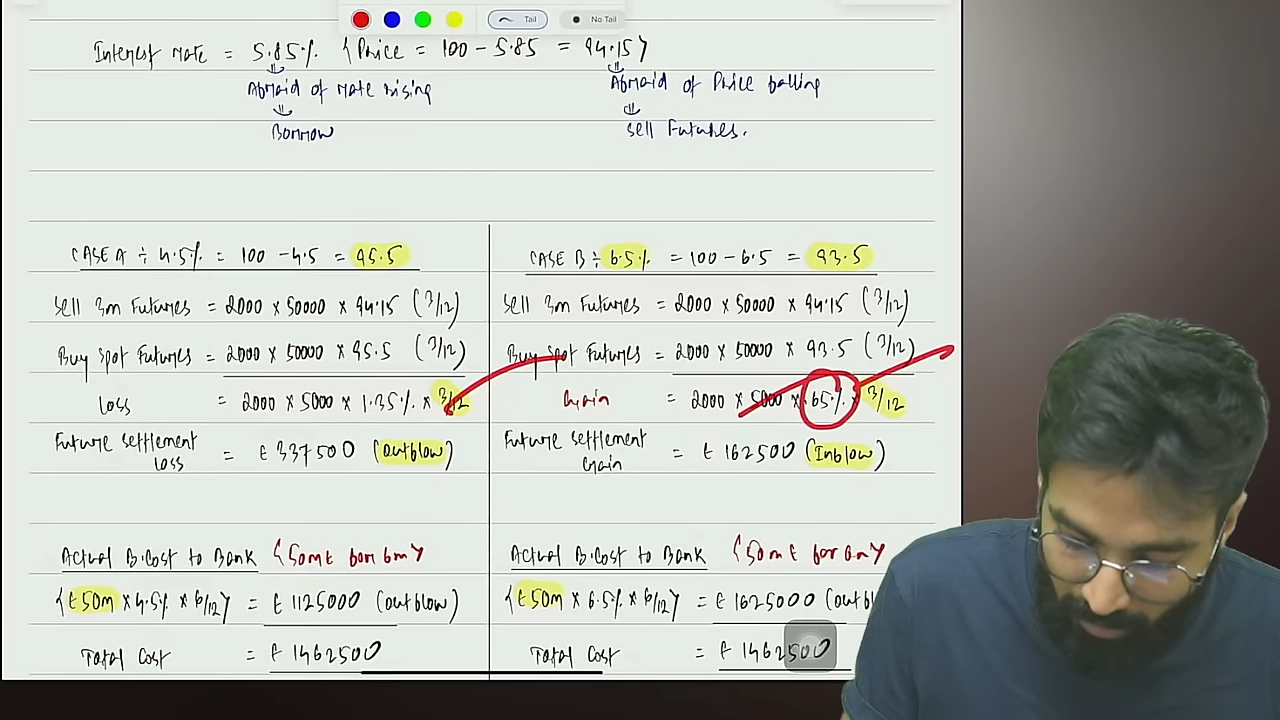 Tail
No Tail
Interest rate = 5.85% {Price = 100 - 5.85 = 94.15}
Afraid of rate rising
Afraid of Price falling
Borrow
Sell Futures.
CASE A ÷ 4.5% = 100 - 4.5 = 95.5
Sell 3m Futures = 2000 × 50000 × 94.15 (3/12)
Buy Spot Futures = 2000 × 50000 × 95.5 (3/12)
Loss = 2000 × 5000 × 1.35% × 3/12
Future Settlement Loss = £ 337500 (Outflow)
Actual B.Cost to Bank {50m £ for 6m}
{£50m × 4.5% × 6/12} = £ 1125000 (outflow)
Total Cost = £ 1462500
CASE B ÷ 6.5% = 100 - 6.5 = 93.5
Sell 3m Futures = 2000 × 50000 × 94.15 (3/12)
Buy Spot Futures = 2000 × 50000 × 93.5 (3/12)
Gain = 2000 × 5000 × .65% × 3/12
Future Settlement Gain = £ 162500 (Inflow)
Actual B.Cost to Bank {50m £ for 6m}
{£50m × 6.5% × 6/12} = £ 1625000
Total Cost = £ 1462500